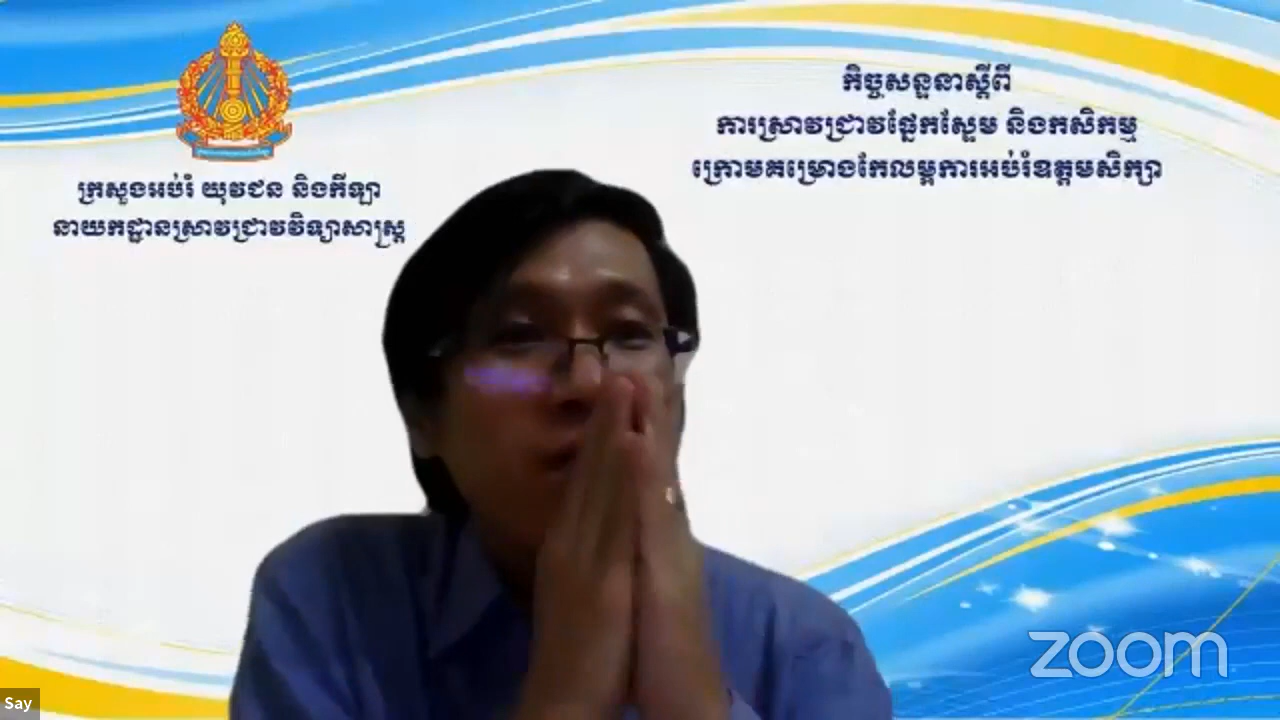 ក្រសួងអប់រំ យុវជន និងកីឡា
នាយកដ្ឋានស្រាវជ្រាវវិទ្យាសាស្ត្រ
កិច្ចសន្ទនាស្តីពី
ការស្រាវជ្រាវផ្នែកស្ទែម និងកសិកម្ម
ក្រោមគម្រោងកែលម្អការអប់រំឧត្តមសិក្សា
zoom
Say